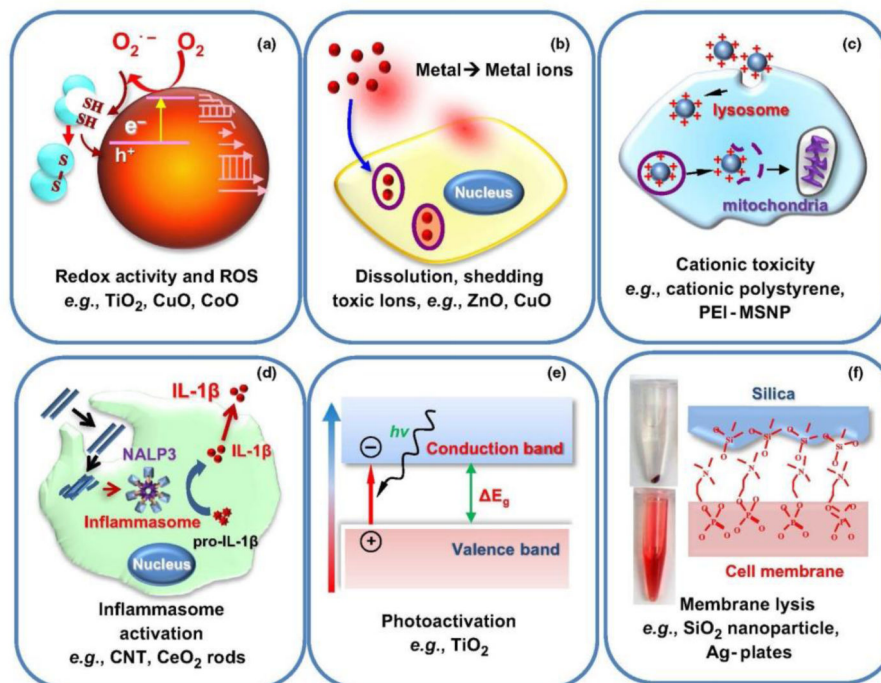 (a)
O₂˙⁻ O₂
SH
SH
e⁻
h⁺
S
S
Redox activity and ROS
e.g., TiO₂, CuO, CoO
(b)
Metal → Metal ions
Nucleus
Dissolution, shedding
toxic Ions, e.g., ZnO, CuO
(c)
lysosome
mitochondria
Cationic toxicity
e.g., cationic polystyrene,
PEI - MSNP
(d)
IL-1β
NALP3
IL-1β
Inflammasome
pro-IL-1β
Nucleus
Inflammasome
activation
e.g., CNT, CeO₂ rods
(e)
hv
Conduction band
ΔEg
Valence band
Photoactivation
e.g., TiO₂
(f)
Silica
Cell membrane
Membrane lysis
e.g., SiO₂ nanoparticle,
Ag- plates